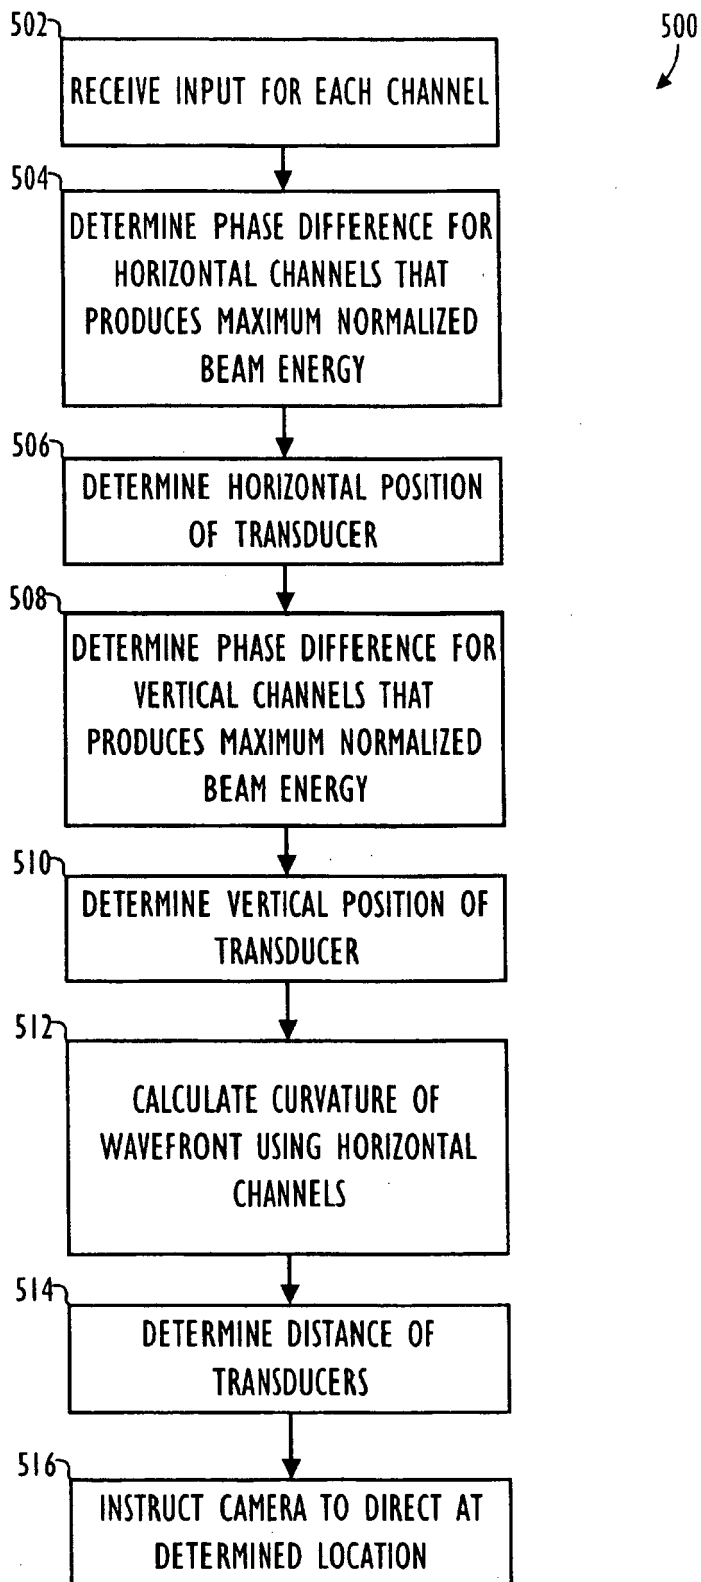 502
500
RECEIVE INPUT FOR EACH CHANNEL
504
DETERMINE PHASE DIFFERENCE FOR
HORIZONTAL CHANNELS THAT
PRODUCES MAXIMUM NORMALIZED
BEAM ENERGY
506
DETERMINE HORIZONTAL POSITION
OF TRANSDUCER
508
DETERMINE PHASE DIFFERENCE FOR
VERTICAL CHANNELS THAT
PRODUCES MAXIMUM NORMALIZED
BEAM ENERGY
510
DETERMINE VERTICAL POSITION OF
TRANSDUCER
512
CALCULATE CURVATURE OF
WAVEFRONT USING HORIZONTAL
CHANNELS
514
DETERMINE DISTANCE OF
TRANSDUCERS
516
INSTRUCT CAMERA TO DIRECT AT
DETERMINED LOCATION